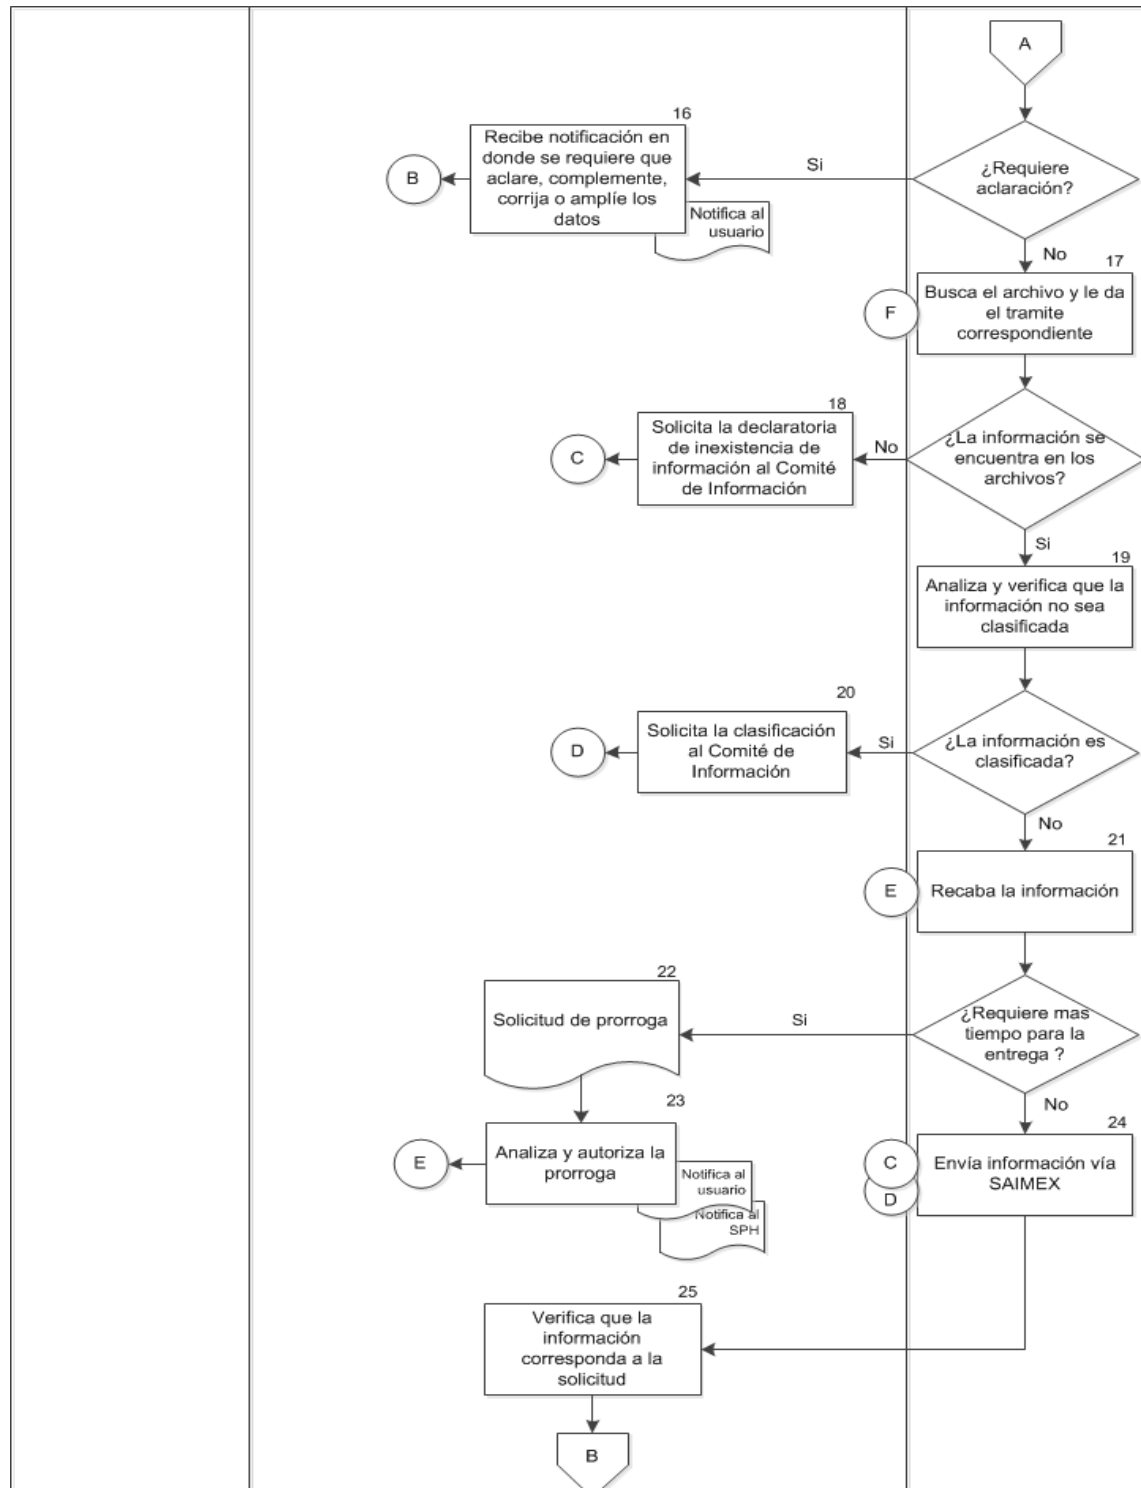 A
16
Recibe notificación en
donde se requiere que
aclare, complemente,
corrija o amplíe los
datos
B
Si
¿Requiere
aclaración?
Notifica al
usuario
No
17
Busca el archivo y le da
el tramite
correspondiente
F
18
Solicita la declaratoria
de inexistencia de
información al Comité
de Información
C
No
¿La información se
encuentra en los
archivos?
Si
19
Analiza y verifica que la
información no sea
clasificada
20
Solicita la clasificación
al Comité de
Información
D
Si
¿La información es
clasificada?
No
21
E
Recaba la información
22
Solicitud de prorroga
Si
¿Requiere mas
tiempo para la
entrega ?
No
23
Analiza y autoriza la
prorroga
E
Notifica al
usuario
Notifica al
SPH
24
C
D
Envía información vía
SAIMEX
25
Verifica que la
información
corresponda a la
solicitud
B